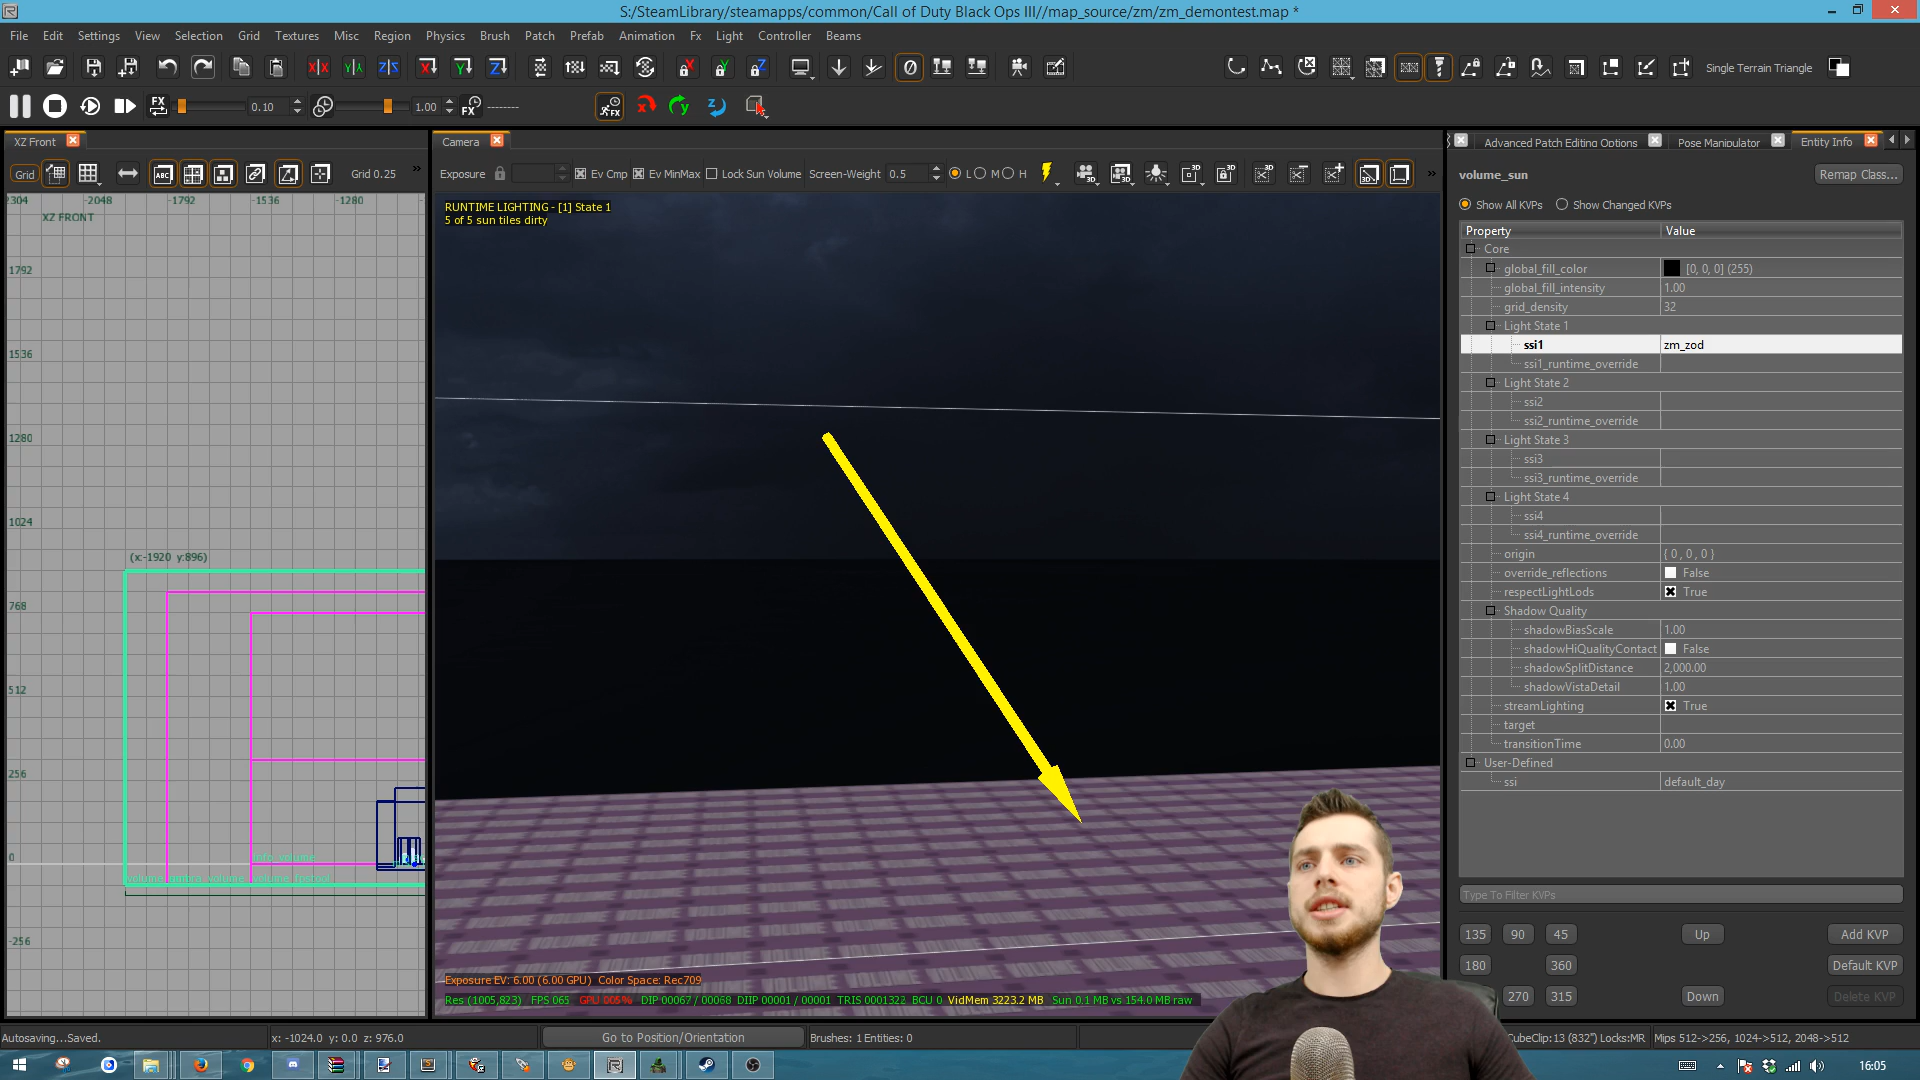 S:/SteamLibrary/steamapps/common/Call of Duty Black Ops III//map_source/zm/zm_demontest.map *
File Edit Settings View Selection Grid Textures Misc Region Physics Brush Patch Prefab Animation Fx Light Controller Beams
Single Terrain Triangle
FX 0.10 1.00 FX --------
XZ Front
Camera
Advanced Patch Editing Options Pose Manipulator Entity Info
Grid Grid 0.25 »
Exposure Ev Cmp Ev MinMax Lock Sun Volume Screen-Weight 0.5 L M H »
volume_sun Remap Class...
Show All KVPs Show Changed KVPs
2304 -2048 -1792 -1536 -1280
XZ FRONT
RUNTIME LIGHTING - [1] State 1
5 of 5 sun tiles dirty
Property Value
Core
global_fill_color [0, 0, 0] (255)
global_fill_intensity 1.00
grid_density 32
Light State 1
ssi1 zm_zod
ssi1_runtime_override
Light State 2
ssi2
ssi2_runtime_override
Light State 3
ssi3
ssi3_runtime_override
Light State 4
ssi4
ssi4_runtime_override
origin { 0 , 0 , 0 }
override_reflections False
respectLightLods True
Shadow Quality
shadowBiasScale 1.00
shadowHiQualityContact False
shadowSplitDistance 2,000.00
shadowVistaDetail 1.00
streamLighting True
target
transitionTime 0.00
User-Defined
ssi default_day
1792
1536
1280
1024
(x:-1920 y:896)
768
512
256
0
info_volume
-256
Type To Filter KVPs
135 90 45 Up Add KVP
180 360 Default KVP
270 315 Down Delete KVP
Exposure EV: 6.00 (6.00 GPU) Color Space: Rec709
Res (1005,823) FPS 065 GPU 005% DIP 00067 / 00068 DIIP 00001 / 00001 TRIS 0001322 BCU 0 VidMem 3223.2 MB Sun 0.1 MB vs 154.0 MB raw
Autosaving...Saved. x: -1024.0 y: 0.0 z: 976.0 Go to Position/Orientation Brushes: 1 Entities: 0 CubeClip:13 (832") Locks:MR Mips 512->256, 1024->512, 2048->512
16:05